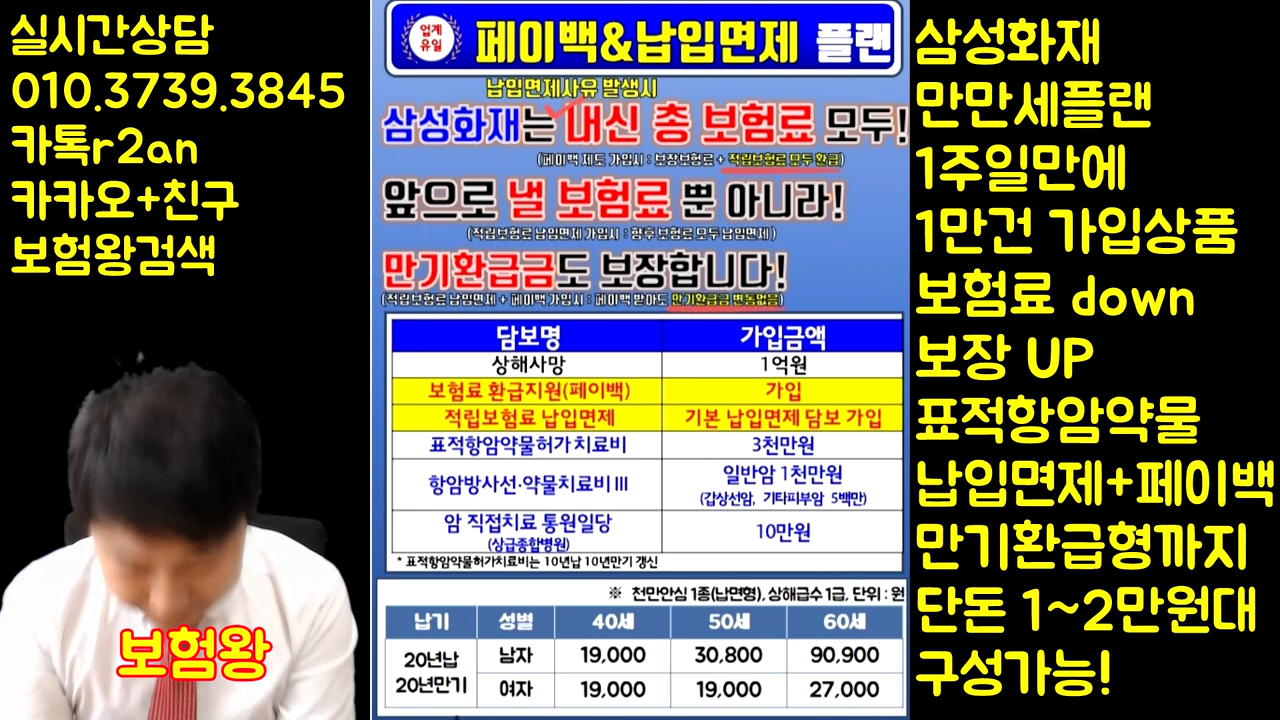 실시간상담
010.3739.3845
카톡r2an
카카오+친구
보험왕검색
보험왕
업계
유일
페이백&납입면제 플랜
납입면제사유 발생시
삼성화재는 내신 총 보험료 모두!
(페이백 제도 가입시 : 보장보험료 + 적립보험료 모두 환급)
앞으로 낼 보험료 뿐 아니라!
(적립보험료 납입면제 가입시 : 향후 보험료 모두 납입면제)
만기환급금도 보장합니다!
(적립보험료 납입면제 + 페이백 가입시 : 페이백 받아도 만기환급금 변동없음)
담보명 가입금액
상해사망 1억원
보험료 환급지원(페이백) 가입
적립보험료 납입면제 기본 납입면제 담보 가입
표적항암약물허가치료비 3천만원
항암방사선·약물치료비Ⅲ 일반암 1천만원
(갑상선암, 기타피부암 5백만)
암 직접치료 통원일당 10만원
(상급종합병원)
* 표적항암약물허가치료비는 10년납 10년만기 갱신
※ 천만안심 1종(납면형), 상해급수 1급, 단위 : 원
납기 성별 40세 50세 60세
20년납 20년만기 남자 19,000 30,800 90,900
여자 19,000 19,000 27,000
삼성화재
만만세플랜
1주일만에
1만건 가입상품
보험료 down
보장 UP
표적항암약물
납입면제+페이백
만기환급형까지
단돈 1~2만원대
구성가능!